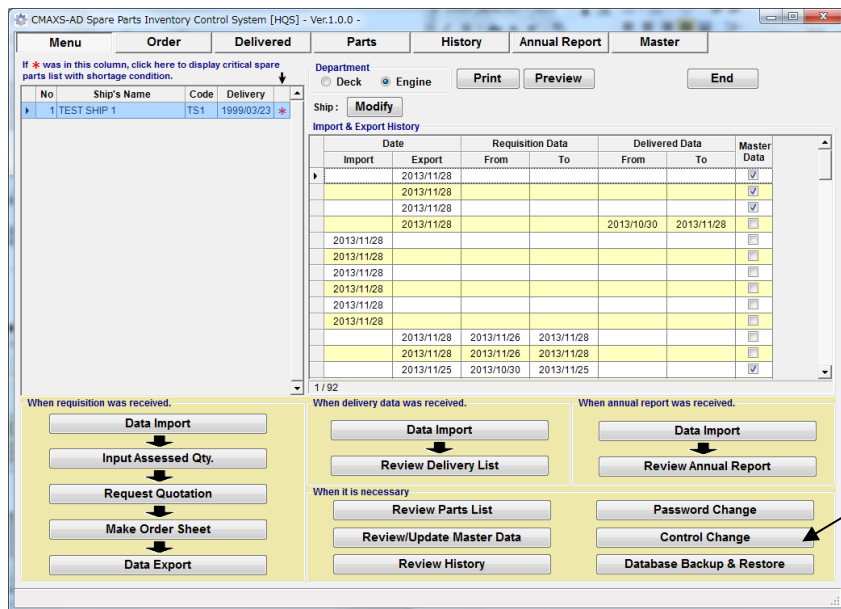 CMAXS-AD Spare Parts Inventory Control System [HQS] - Ver.1.0.0 -
Menu Order Delivered Parts History Annual Report Master
If * was in this column, click here to display critical spare
parts list with shortage condition.
No Ship's Name Code Delivery
1 TEST SHIP 1 TS1 1999/03/23 *
Department
Deck Engine Print Preview End
Ship : Modify
Import & Export History
Date Requisition Data Delivered Data Master
Data
Import Export From To From To
2013/11/28
2013/11/28
2013/11/28
2013/11/28 2013/10/30 2013/11/28
2013/11/28
2013/11/28
2013/11/28
2013/11/28
2013/11/28
2013/11/28
2013/11/28 2013/11/26 2013/11/28
2013/11/28 2013/11/26 2013/11/28
2013/11/25 2013/10/30 2013/11/25
1 / 92
When requisition was received.
Data Import
Input Assessed Qty.
Request Quotation
Make Order Sheet
Data Export
When delivery data was received.
Data Import
Review Delivery List
When annual report was received.
Data Import
Review Annual Report
When it is necessary
Review Parts List Password Change
Review/Update Master Data Control Change
Review History Database Backup & Restore